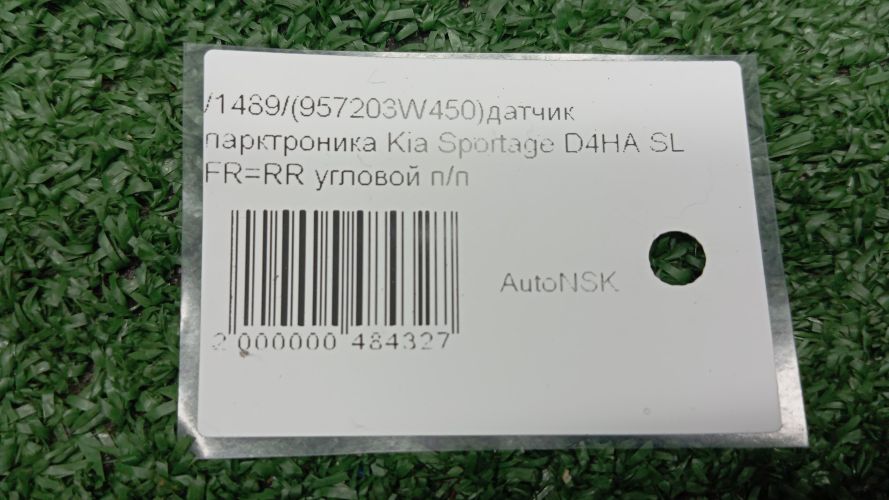 /1489/(957203W450)датчик
парктроника Kia Sportage D4HA SL
FR=RR угловой п/п
AutoNSK
2 000000 484327